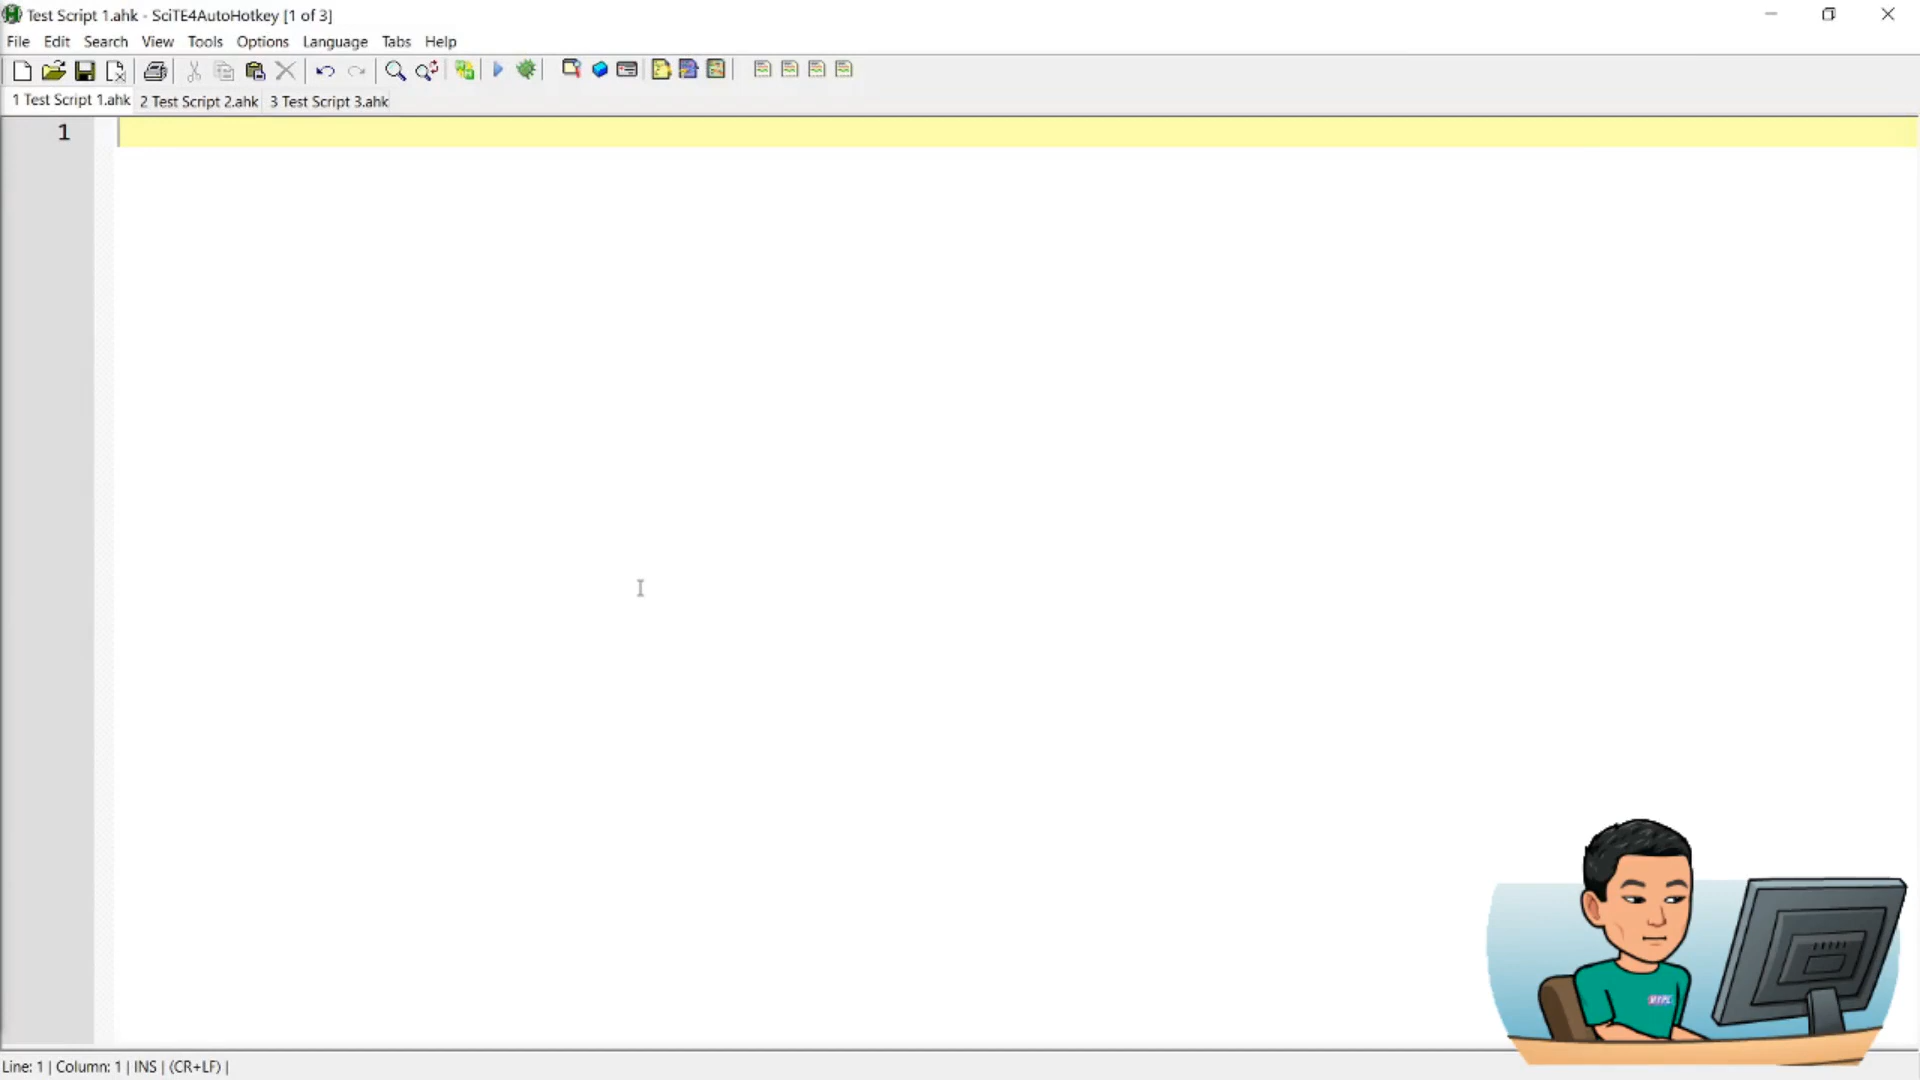 Test Script 1.ahk - SciTE4AutoHotkey [1 of 3]
File Edit Search View Tools Options Language Tabs Help
1 Test Script 1.ahk 2 Test Script 2.ahk 3 Test Script 3.ahk
1
Line: 1 | Column: 1 | INS | (CR+LF) |